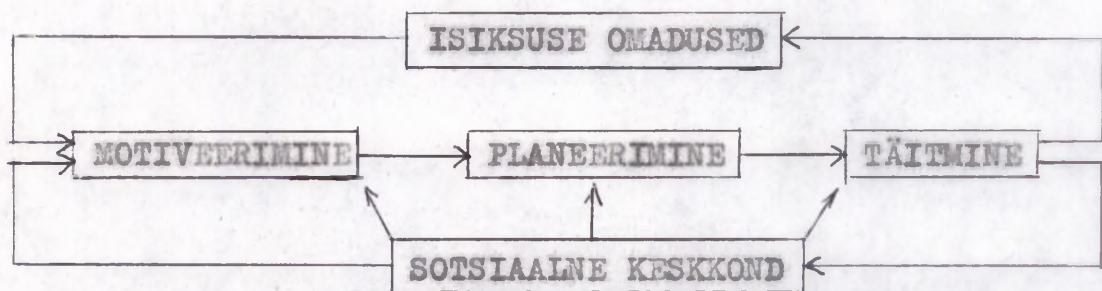 ISIKSUSE OMADUSED
MOTIVEERIMINE PLANEERIMINE TÄITMINE
SOTSIAALNE KESKKOND